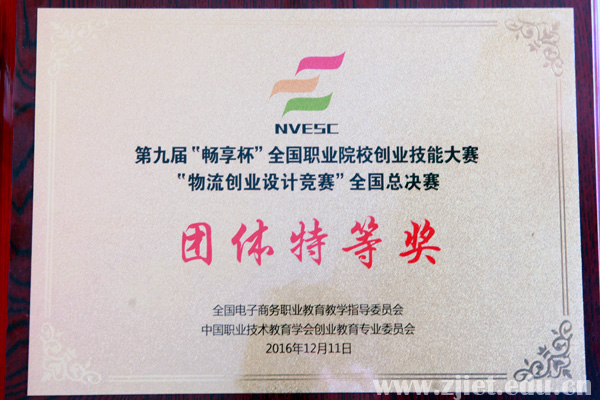 NVESC
第九届“畅享杯”全国职业院校创业技能大赛
“物流创业设计竞赛”全国总决赛
团体特等奖
全国电子商务职业教育教学指导委员会
中国职业技术教育学会创业教育专业委员会
2016年12月11日
www.zjiet.edu.cn